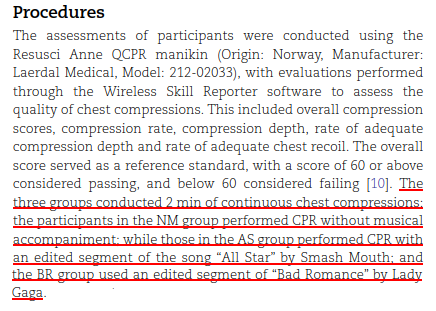 Procedures
The assessments of participants were conducted using the
Resusci Anne QCPR manikin (Origin: Norway, Manufacturer:
Laerdal Medical, Model: 212-02033), with evaluations performed
through the Wireless Skill Reporter software to assess the
quality of chest compressions. This included overall compression
scores, compression rate, compression depth, rate of adequate
compression depth and rate of adequate chest recoil. The overall
score served as a reference standard, with a score of 60 or above
considered passing, and below 60 considered failing [10]. The
three groups conducted 2 min of continuous chest compressions:
the participants in the NM group performed CPR without musical
accompaniment; while those in the AS group performed CPR with
an edited segment of the song “All Star” by Smash Mouth; and
the BR group used an edited segment of “Bad Romance” by Lady
Gaga.